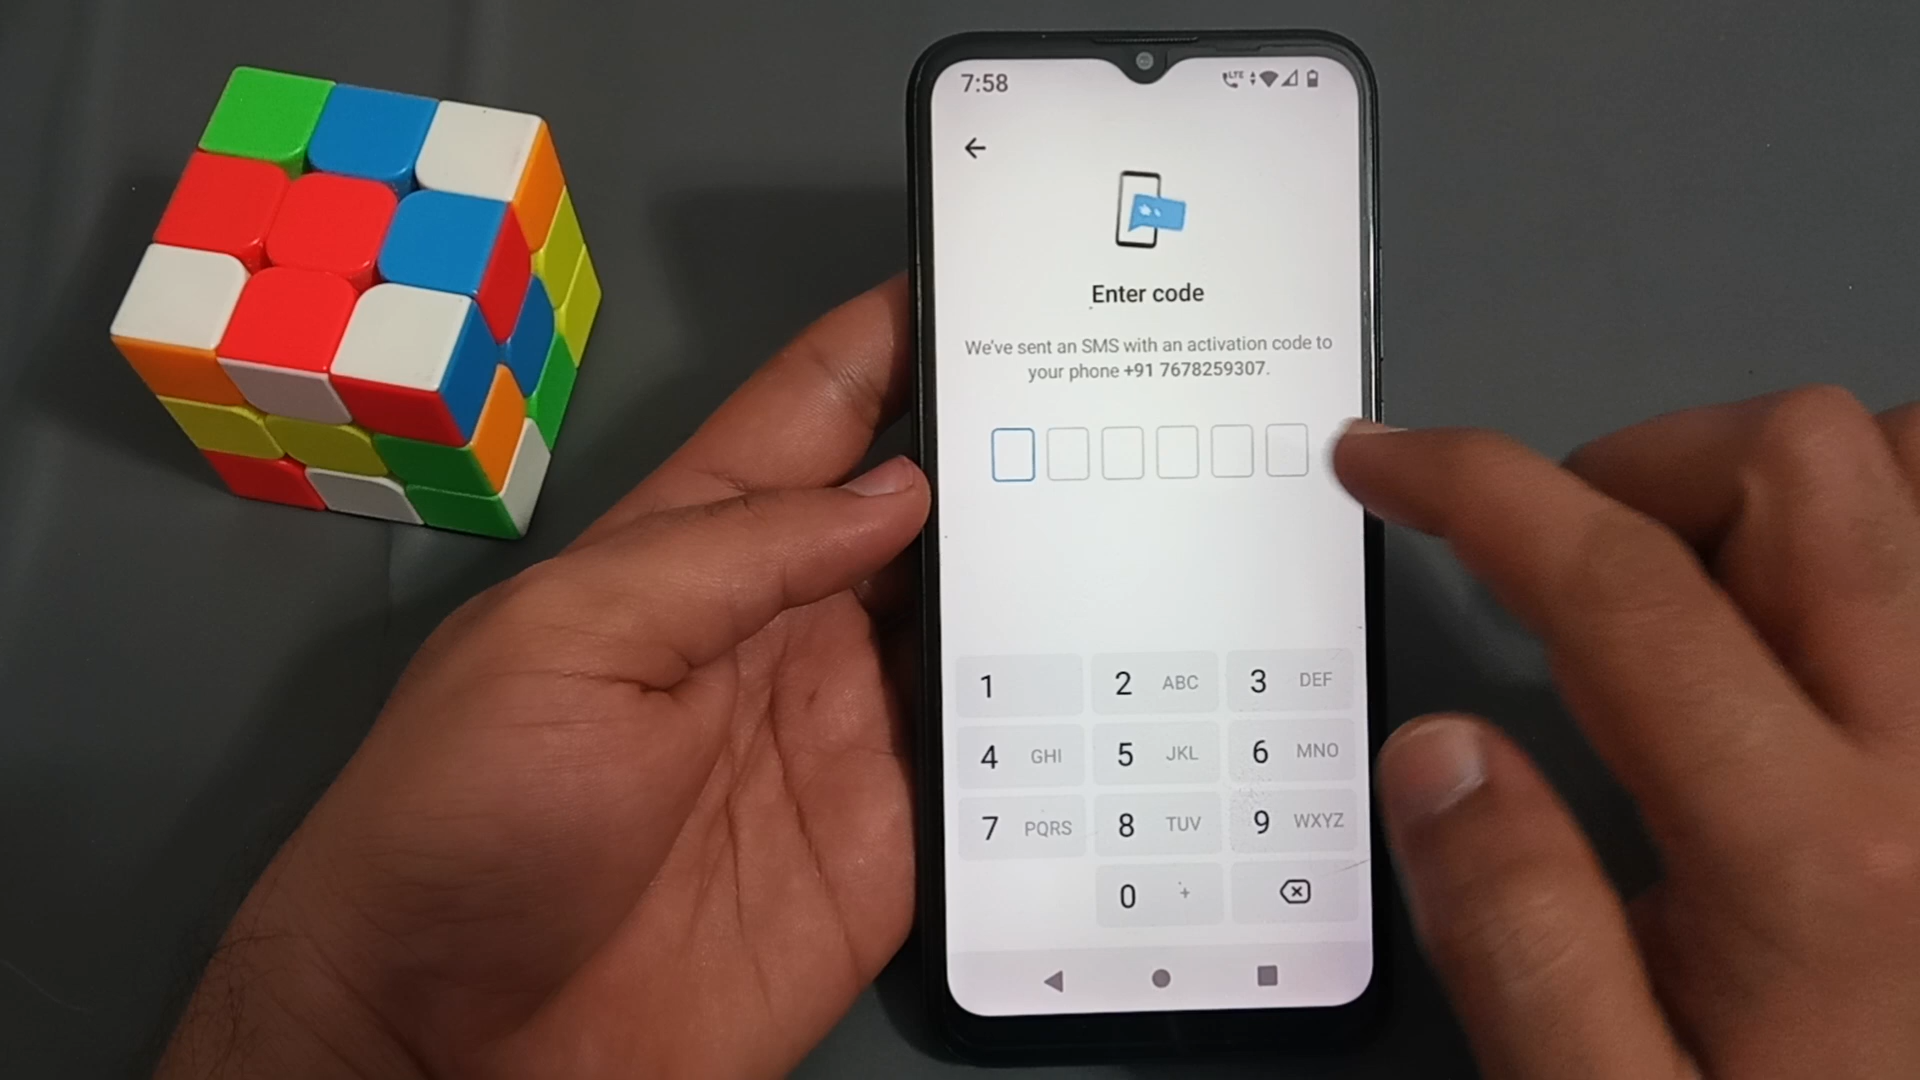 7:58
LTE
Enter code
We've sent an SMS with an activation code to
your phone +91 7678259307.
1
2 ABC
3 DEF
4 GHI
5 JKL
6 MNO
7 PQRS
8 TUV
9 WXYZ
0 +